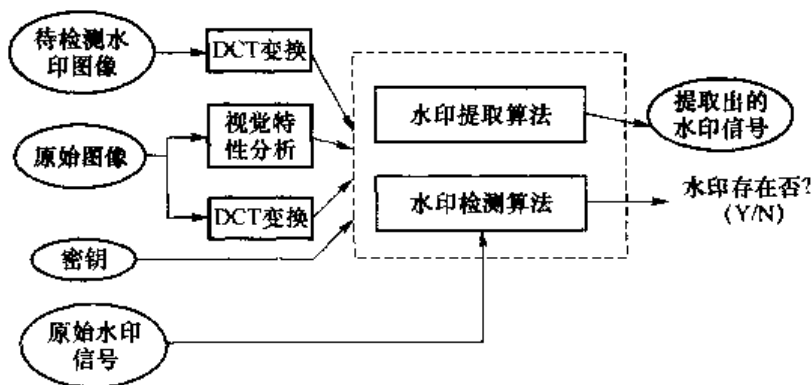 待检测水
印图像
DCT变换
视觉特
性分析
原始图像
DCT变换
密钥
原始水印
信号
水印提取算法
水印检测算法
提取出的
水印信号
水印存在否?
(Y/N)